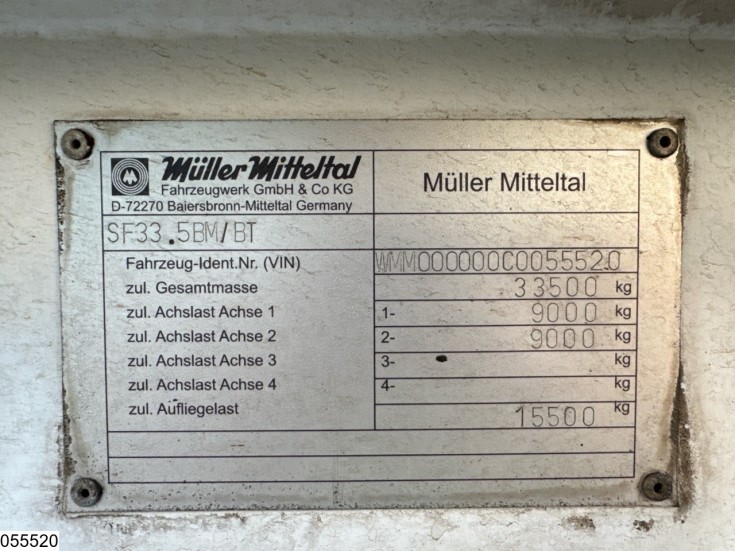 Müller Mitteltal
Fahrzeugwerk GmbH & Co KG
D-72270 Baiersbronn-Mitteltal Germany
Müller Mitteltal
SF33.5BM/BT
Fahrzeug-Ident.Nr. (VIN) WMM000000C0055520
zul. Gesamtmasse 33500 kg
zul. Achslast Achse 1 1- 9000 kg
zul. Achslast Achse 2 2- 9000 kg
zul. Achslast Achse 3 3- kg
zul. Achslast Achse 4 4- kg
zul. Aufliegelast 15500 kg
055520